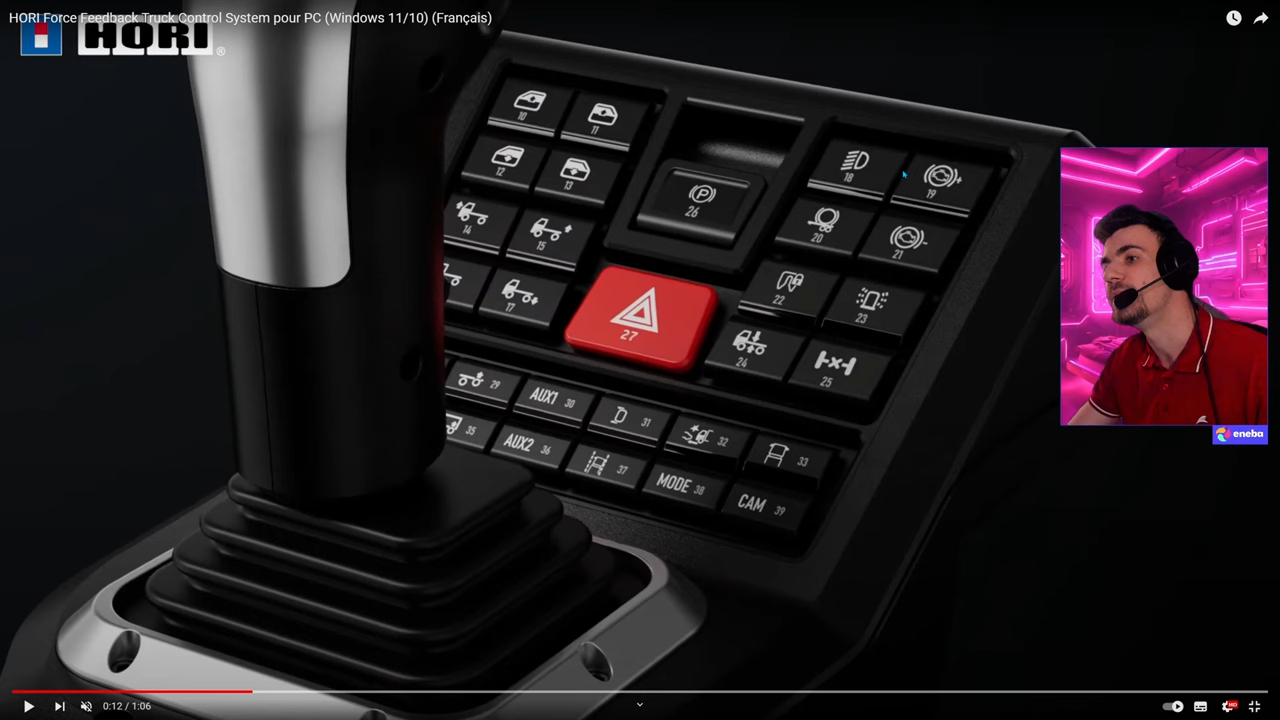 HORI Force Feedback Truck Control System pour PC (Windows 11/10) (Français)
HORI®
10
11
12
13
14
15
17
P
26
27
18
19
20
21
22
23
24
25
29
AUX1 30
31
32
33
35
AUX2 36
37
MODE 38
CAM 39
eneba
0:12 / 1:06
HD